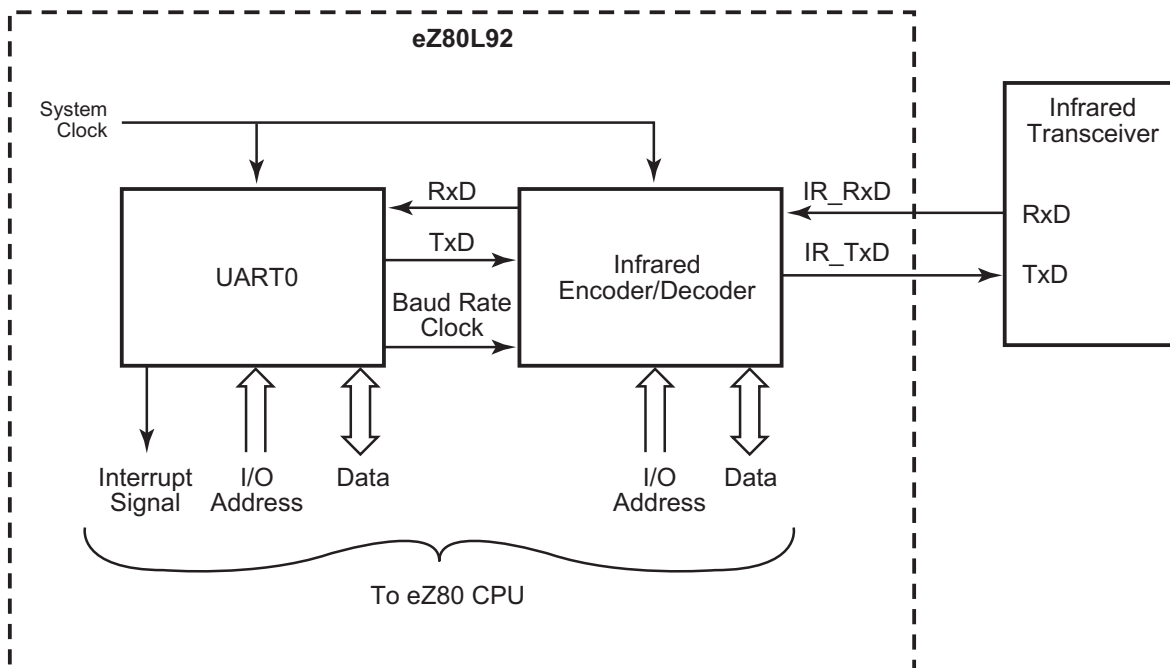 eZ80L92
System
Clock
Infrared
Transceiver
RxD
IR_RxD
RxD
TxD
IR_TxD
TxD
UART0
Infrared
Encoder/Decoder
Baud Rate
Clock
Interrupt
Signal
I/O
Address
Data
I/O
Address
Data
To eZ80 CPU